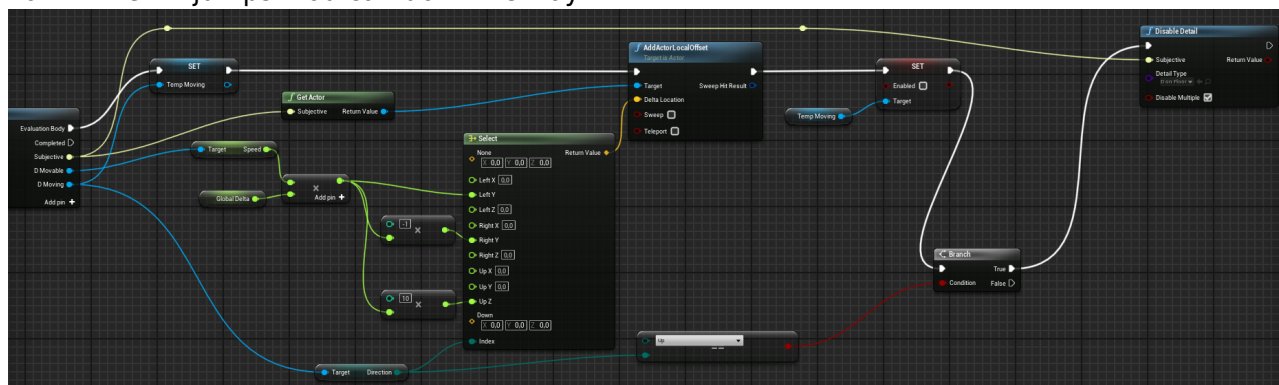 SET
Temp Moving
Evaluation Body
Completed
Subjective
D Movable
D Moving
Add pin +
f Get Actor
Subjective Return Value
Target Speed
Global Delta
×
Add pin +
-1
×
10
×
Target Direction
Select
None Return Value
X 0,0 Y 0,0 Z 0,0
Left X 0,0
Left Y
Left Z 0,0
Right X 0,0
Right Y
Right Z 0,0
Up X 0,0
Up Y 0,0
Up Z
Down
X 0,0 Y 0,0 Z 0,0
Index
f AddActorLocalOffset
Target is Actor
Target Sweep Hit Result
Delta Location
Sweep
Teleport
Up
==
Temp Moving
SET
Enabled
Target
Branch
True
Condition False
f Disable Detail
Subjective Return Value
Detail Type
Disable Multiple